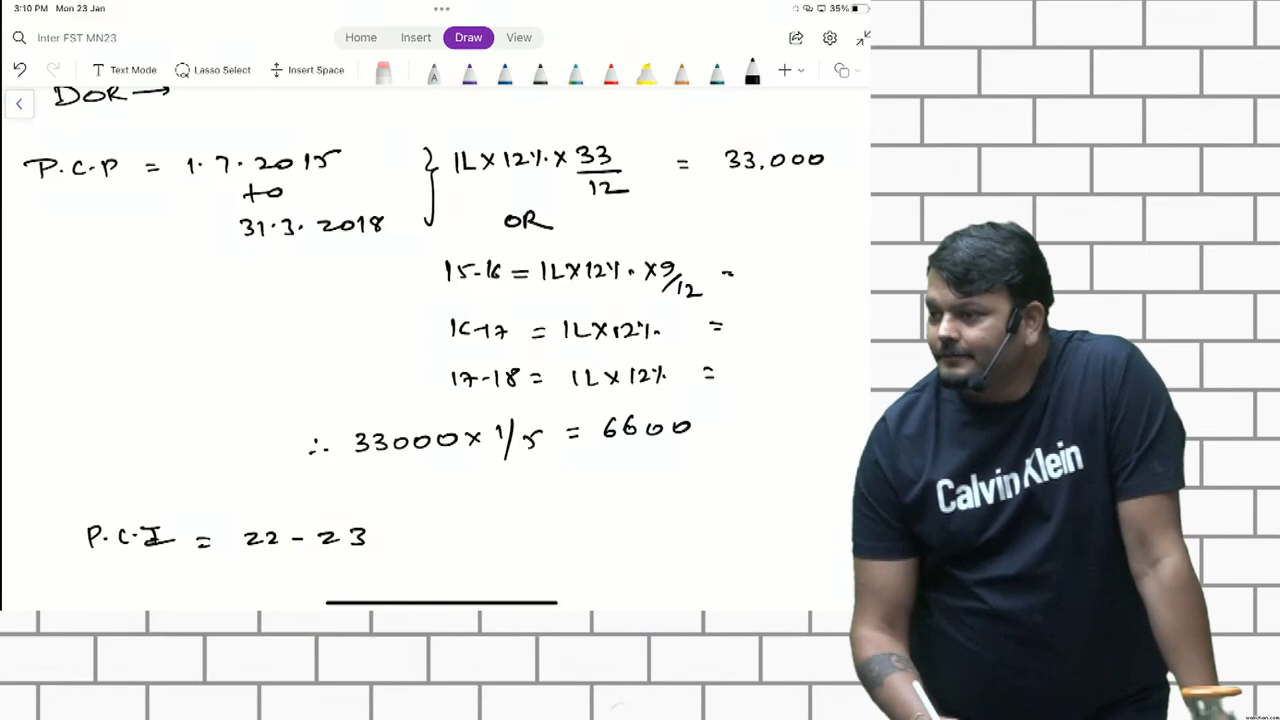 3:10 PM Mon 23 Jan
35%
Inter FST MN23
Home Insert Draw View
Text Mode Lasso Select Insert Space
DOR →
P.C.P = 1.7.2015 to 31.3.2018 } 1L X 12% X 33/12 = 33,000
OR
15-16 = 1L X 12% X 9/12 =
16-17 = 1L X 12% =
17-18 = 1L X 12% =
∴ 33000 X 1/5 = 6600
P.C.I = 22-23
Calvin Klein